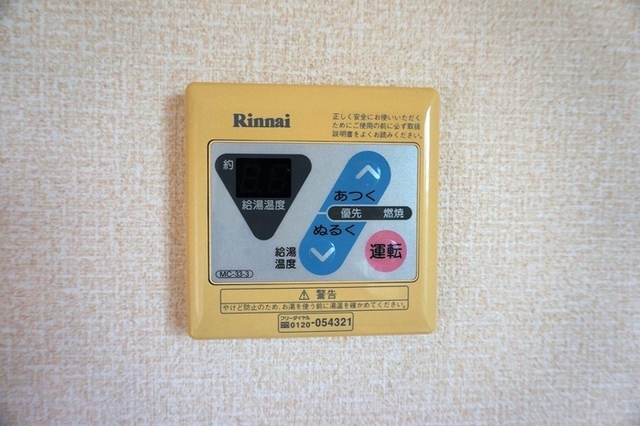 Rinnai
正しく安全にお使いいただく
ためにご使用の前に必ず取扱
説明書をよくお読みください。
約
給湯温度
あつく
優先 燃焼
ぬるく
給湯
温度
運転
MC-33-3
警告
やけど防止のため、お湯を使う前に湯温を確かめてください。
フリーダイヤル
0120-054321